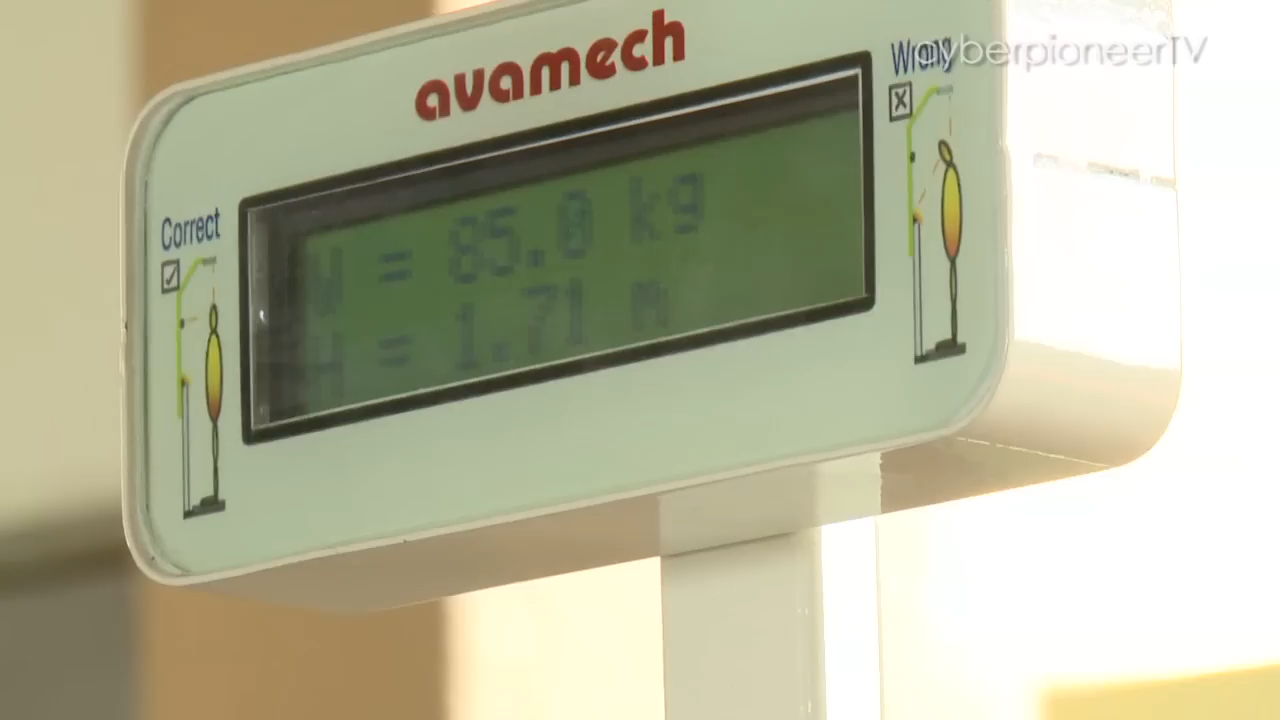 cyberpioneerTV
avamech
Wrong
Correct
W = 85.0 kg
H = 1.71 M